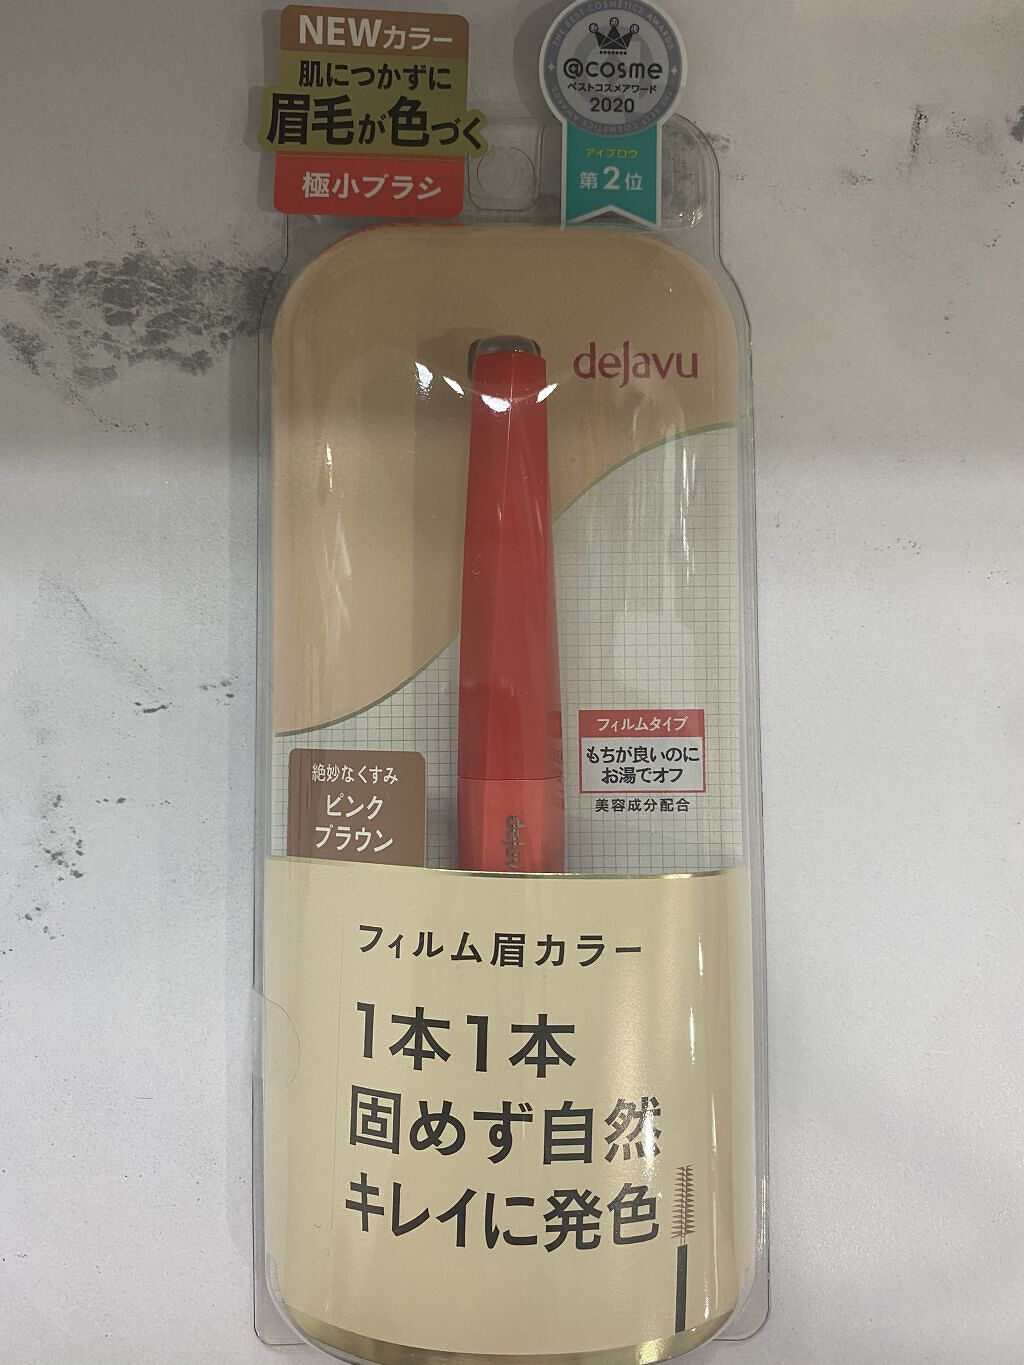 NEWカラー
肌につかずに
眉毛が色づく
極小ブラシ
THE BEST COSMETICS AWARDS
@cosme
ベストコスメアワード
2020
アイブロウ
第2位
dejavu
フィルムタイプ
もちが良いのに
お湯でオフ
美容成分配合
絶妙なくすみ
ピンク
ブラウン
フィルム眉カラー
1本1本
固めず自然
キレイに発色